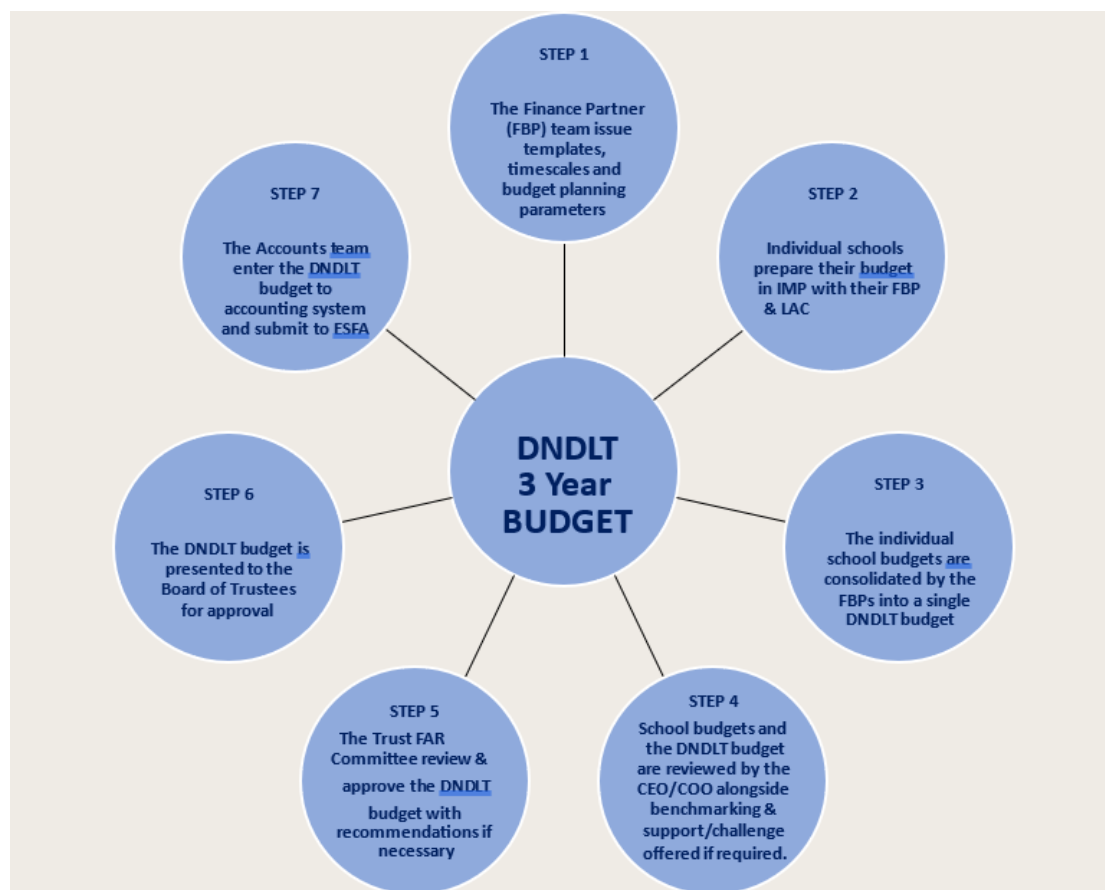 STEP 1
The Finance Partner
(FBP) team issue
templates,
timescales and
budget planning
parameters
STEP 2
Individual schools
prepare their budget
in IMP with their FBP
& LAC
STEP 3
The individual
school budgets are
consolidated by the
FBPs into a single
DNDLT budget
STEP 4
School budgets and
the DNDLT budget
are reviewed by the
CEO/COO alongside
benchmarking &
support/challenge
offered if required.
STEP 5
The Trust FAR
Committee review &
approve the DNDLT
budget with
recommendations if
necessary
STEP 6
The DNDLT budget is
presented to the
Board of Trustees
for approval
STEP 7
The Accounts team
enter the DNDLT
budget to
accounting system
and submit to ESFA
DNDLT
3 Year
BUDGET